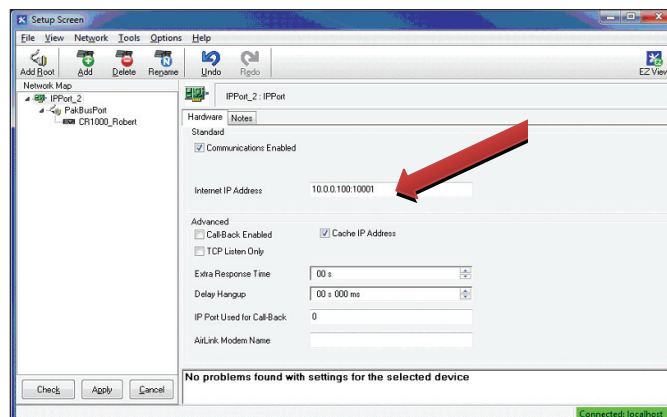 Setup Screen
File View Network Tools Options Help
Add Root Add Delete Rename Undo Redo EZ View
Network Map
IPPort_2
PakBusPort
CR1000_Robert
IPPort_2 : IPPort
Hardware Notes
Standard
Communications Enabled
Internet IP Address 10.0.0.100:10001
Advanced
Call-Back Enabled Cache IP Address
TCP Listen Only
Extra Response Time 00 s
Delay Hangup 00 s 000 ms
IP Port Used for Call-Back 0
AirLink Modem Name
No problems found with settings for the selected device
Check Apply Cancel
Connected: localhost